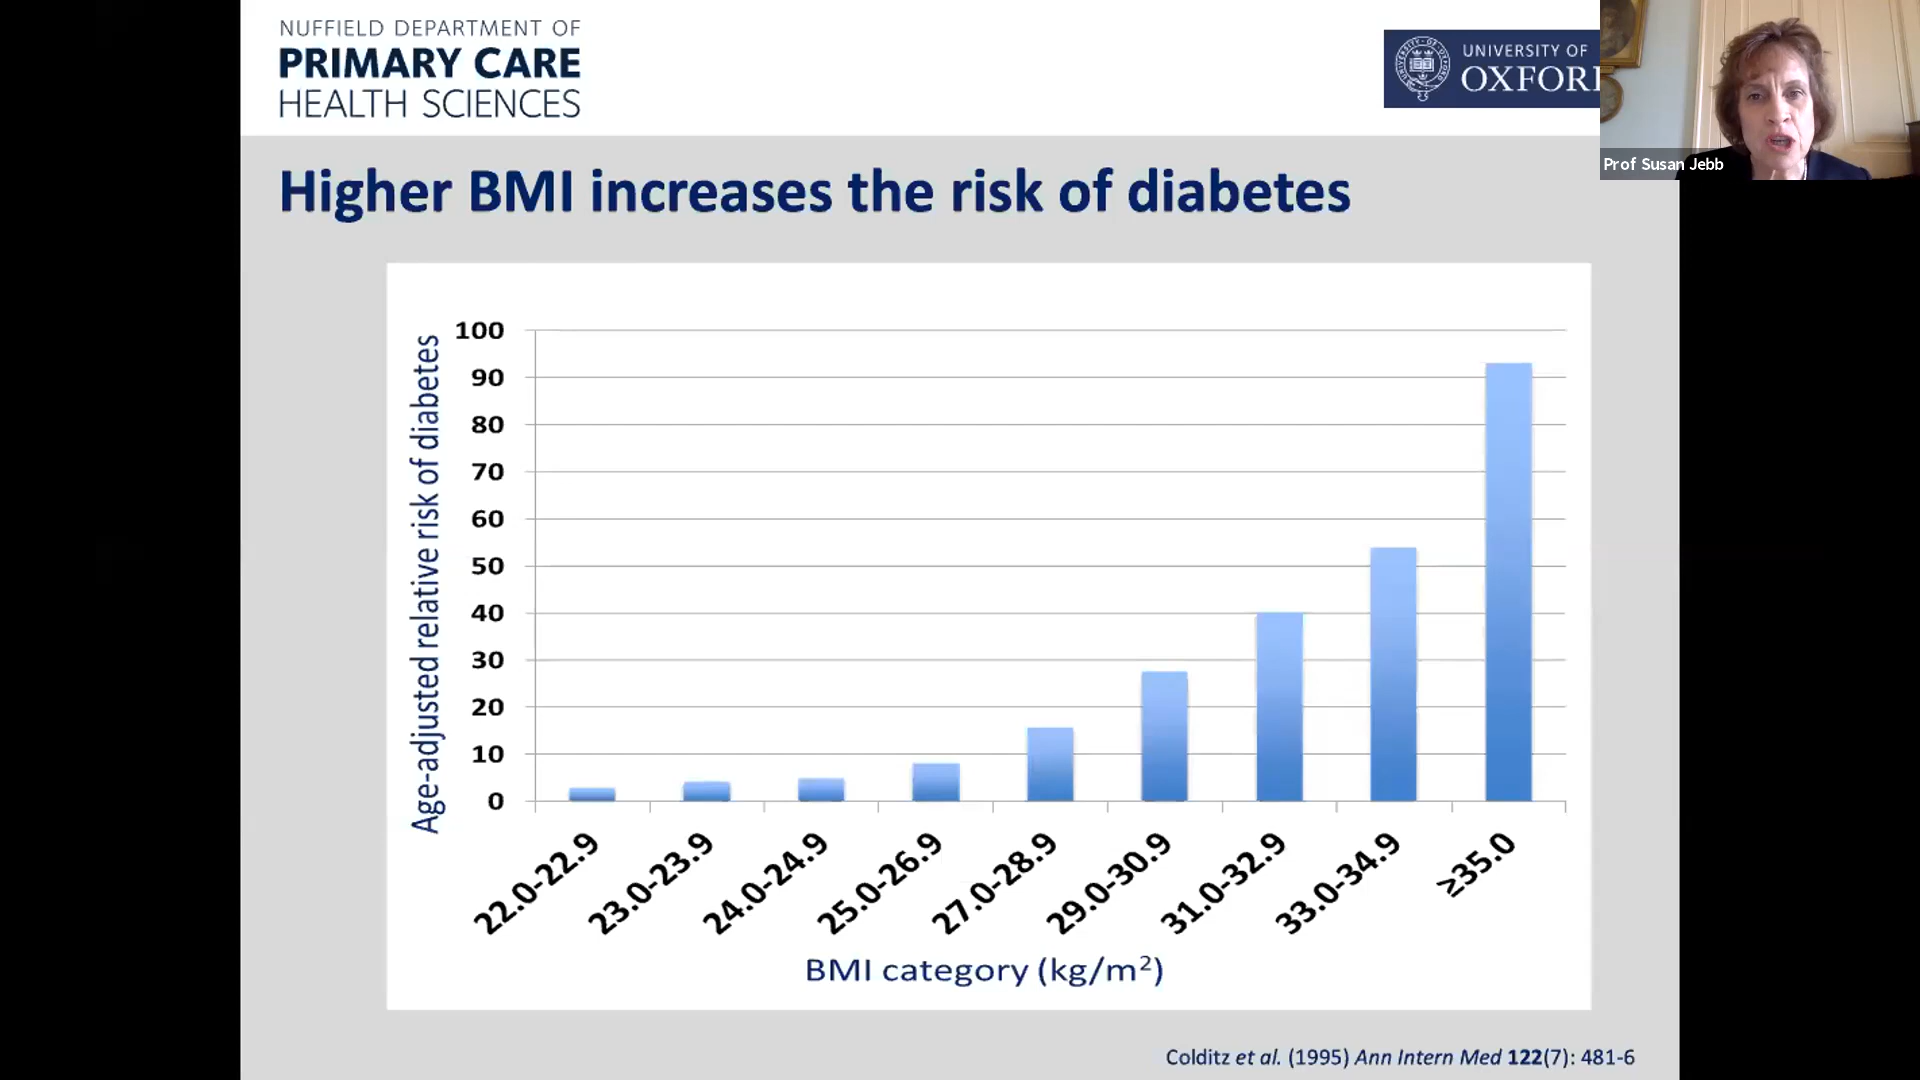 NUFFIELD DEPARTMENT OF
PRIMARY CARE
HEALTH SCIENCES
UNIVERSITY OF
OXFOR
Prof Susan Jebb
Higher BMI increases the risk of diabetes
Age-adjusted relative risk of diabetes
100
90
80
70
60
50
40
30
20
10
0
22.0-22.9
23.0-23.9
24.0-24.9
25.0-26.9
27.0-28.9
29.0-30.9
31.0-32.9
33.0-34.9
≥35.0
BMI category (kg/m²)
Colditz et al. (1995) Ann Intern Med 122(7): 481-6